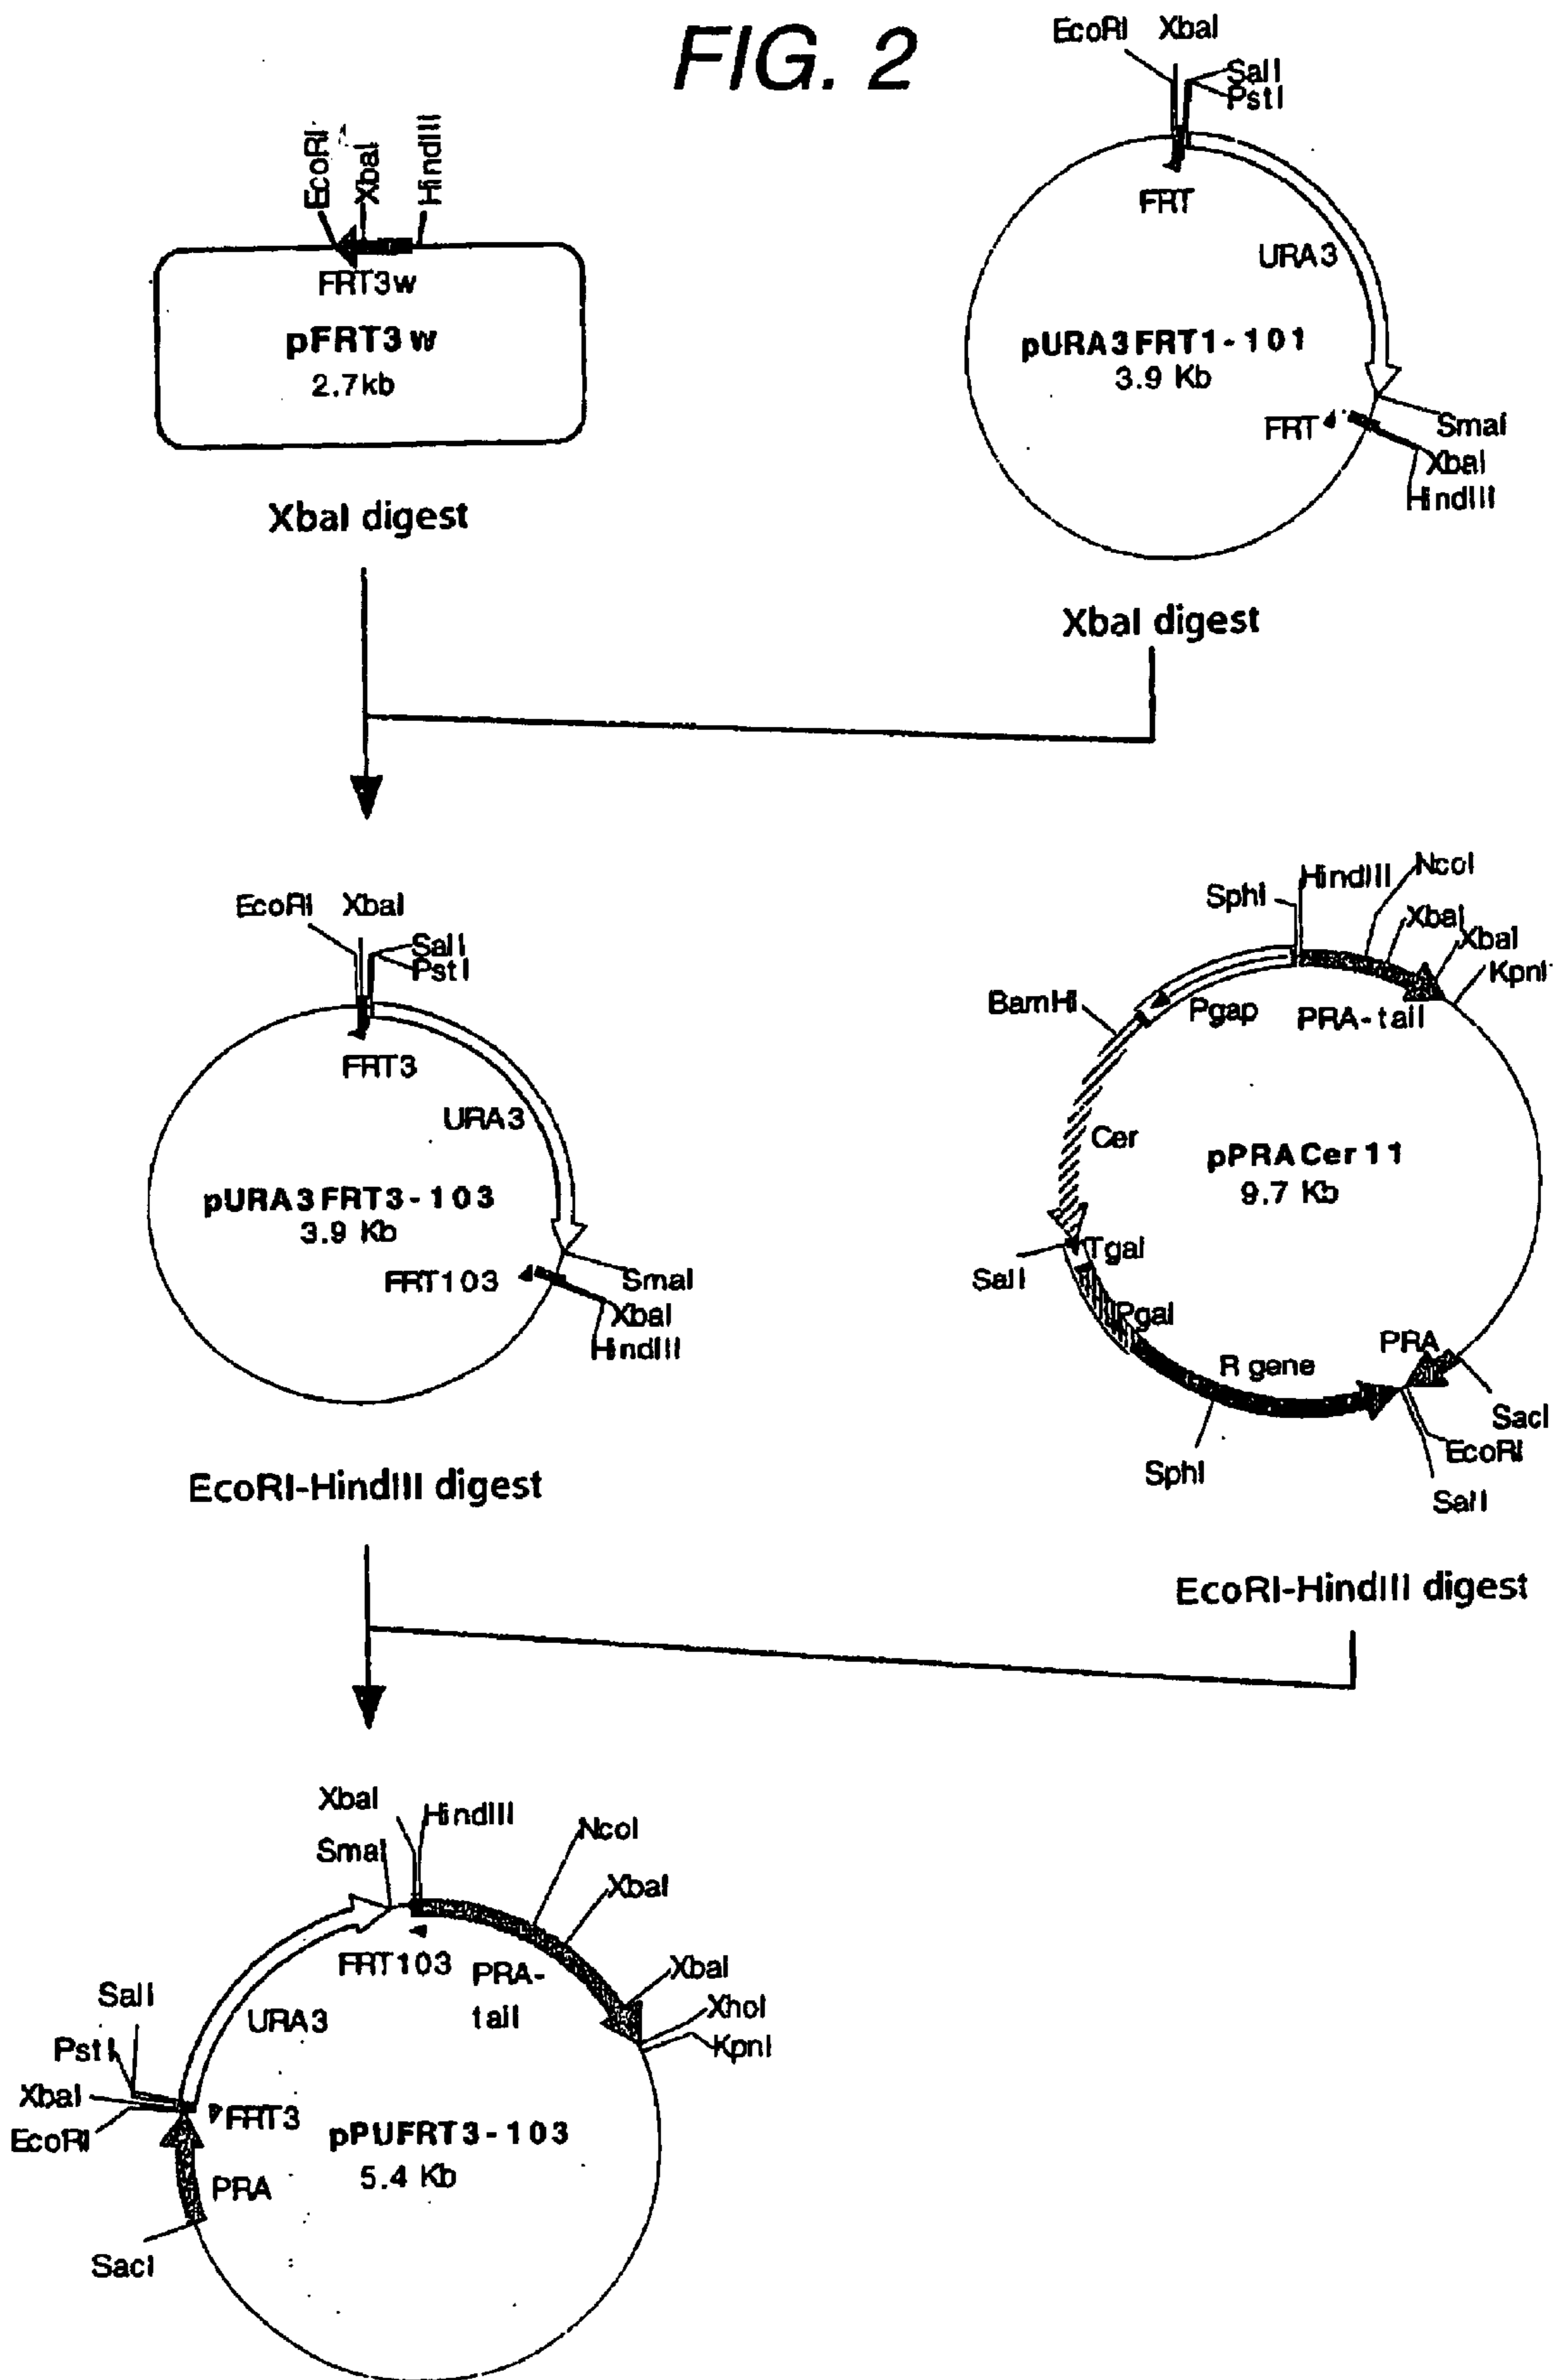 FIG. 2
EcoRI
XbaI
HindIII
FRT3w
pFRT3w
2.7kb
XbaI digest
EcoRI XbaI
SalI
PstI
FRT
URA3
pURA3FRT1-101
3.9 Kb
FRT
SmaI
XbaI
HindIII
XbaI digest
EcoRI XbaI
SalI
PstI
FRT3
URA3
pURA3FRT3-103
3.9 Kb
FRT103
SmaI
XbaI
HindIII
EcoRI-HindIII digest
SphI
HindIII
NcoI
XbaI
XbaI
KpnI
BamHI
Pgap
PRA-tail
Cer
pPRACer11
9.7 Kb
Tgal
SalI
Pgal
R gene
PRA
SacI
EcoRI
SphI
SalI
EcoRI-HindIII digest
XbaI
HindIII
SmaI
NcoI
XbaI
FRT103
PRA-
tail
XbaI
XhoI
KpnI
SalI
URA3
PstI
XbaI
EcoRI
FRT3
pPUFRT3-103
5.4 Kb
PRA
SacI